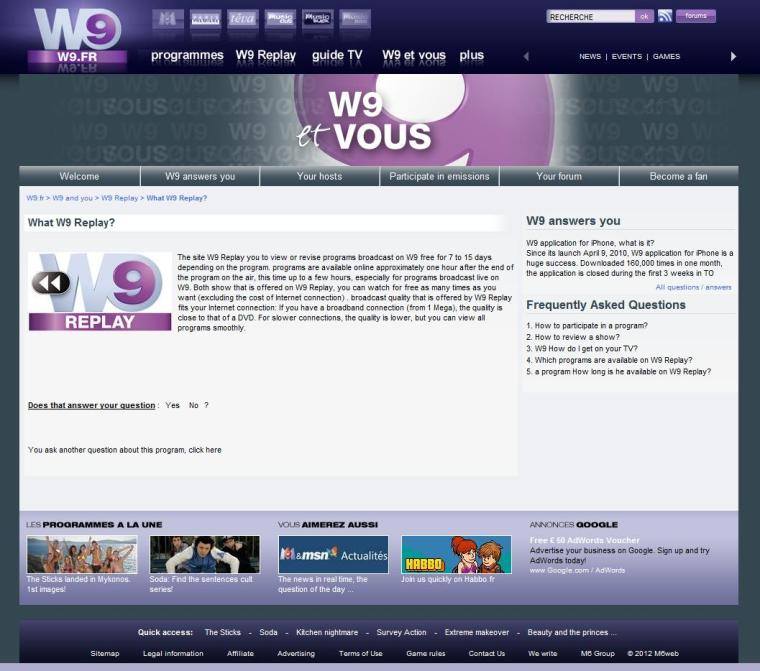 W9
W9.FR
M6
PARIS PREMIERE
téva
programmes W9 Replay guide TV W9 et vous plus
RECHERCHE ok forums
NEWS | EVENTS | GAMES
W9
et VOUS
Welcome
W9 answers you
Your hosts
Participate in emissions
Your forum
Become a fan
W9.fr > W9 and you > W9 Replay > What W9 Replay?
What W9 Replay?
W9
REPLAY
The site W9 Replay you to view or revise programs broadcast on W9 free for 7 to 15 days
depending on the program. programs are available online approximately one hour after the end of
the program on the air, this time up to a few hours, especially for programs broadcast live on
W9. Both show that is offered on W9 Replay, you can watch for free as many times as you
want (excluding the cost of Internet connection) . broadcast quality that is offered by W9 Replay
fits your Internet connection: If you have a broadband connection (from 1 Mega), the quality is
close to that of a DVD. For slower connections, the quality is lower, but you can view all
programs smoothly.
Does that answer your question : Yes No ?
You ask another question about this program, click here
W9 answers you
W9 application for iPhone, what is it?
Since its launch April 9, 2010, W9 application for iPhone is a
huge success. Downloaded 160,000 times in one month,
the application is closed during the first 3 weeks in TO
All questions / answers
Frequently Asked Questions
1. How to participate in a program?
2. How to review a show?
3. W9 How do I get on your TV?
4. Which programs are available on W9 Replay?
5. a program How long is he available on W9 Replay?
LES PROGRAMMES A LA UNE
The Sticks landed in Mykonos.
1st images!
Soda: Find the sentences cult
series!
VOUS AIMEREZ AUSSI
M6 & msn Actualités
The news in real time, the
question of the day ...
HABBO
Join us quickly on Habbo.fr
ANNONCES GOOGLE
Free £ 50 AdWords Voucher
Advertise your business on Google. Sign up and try
AdWords today!
www.Google.com / AdWords
Quick access: The Sticks - Soda - Kitchen nightmare - Survey Action - Extreme makeover - Beauty and the princes ...
Sitemap Legal information Affiliate Advertising Terms of Use Game rules Contact Us We write M6 Group © 2012 M6web